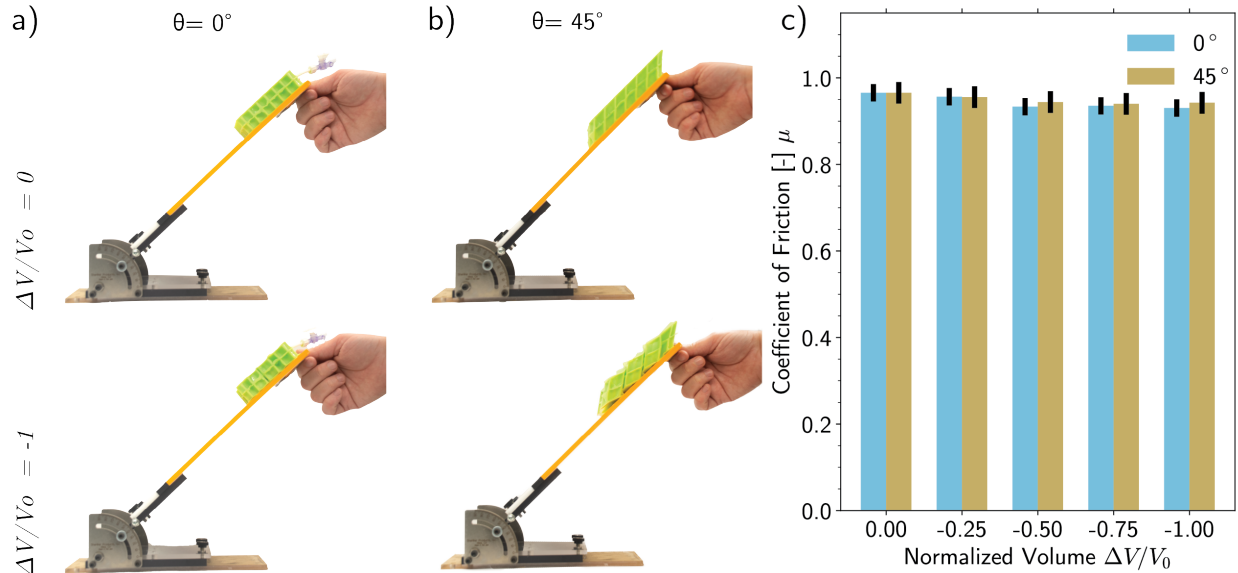 a)
θ= 0°
b)
θ= 45°
c)
ΔV/Vo = 0
ΔV/Vo = -1
Coefficient of Friction [-] μ
1.0
0.8
0.6
0.4
0.2
0.0
0°
45°
0.00 -0.25 -0.50 -0.75 -1.00
Normalized Volume ΔV/V₀